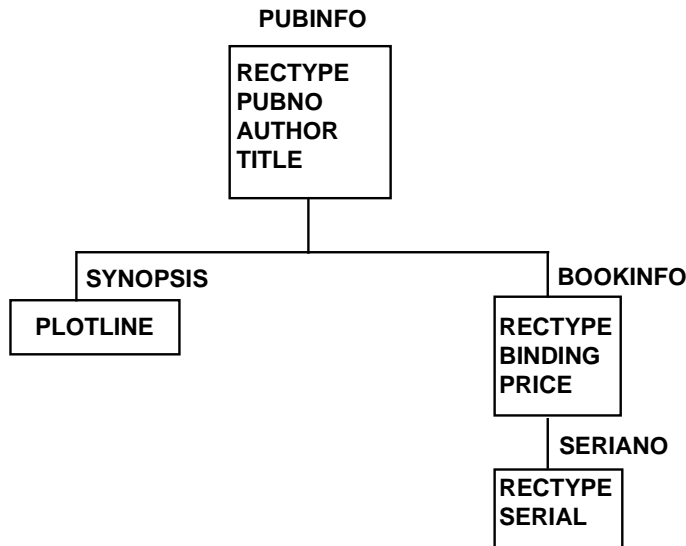 PUBINFO
RECTYPE
PUBNO
AUTHOR
TITLE
SYNOPSIS
PLOTLINE
BOOKINFO
RECTYPE
BINDING
PRICE
SERIANO
RECTYPE
SERIAL